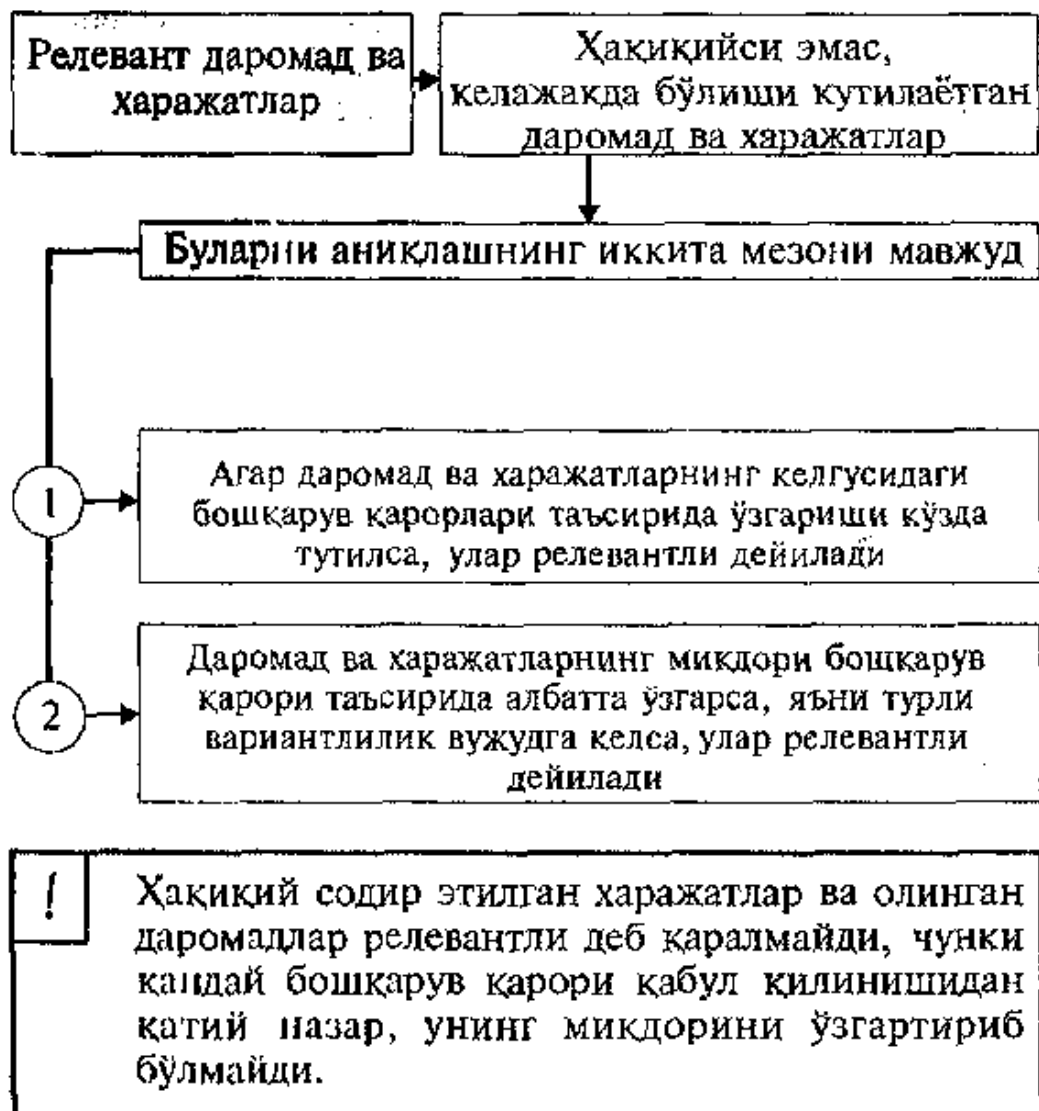 Релевант даромад ва
харажатлар
Ҳақиқийси эмас,
келажакда бўлиши кутилаётган
даромад ва харажатлар
Буларни аниқлашнинг иккита мезони мавжуд
1
Агар даромад ва харажатларнинг келгусидаги
бошқарув қарорлари таъсирида ўзгариши кўзда
тутилса, улар релевантли дейилади
2
Даромад ва харажатларнинг миқдори бошқарув
қарори таъсирида албатта ўзгарса, яъни турли
вариантлилик вужудга келса, улар релевантли
дейилади
!
Ҳақиқий содир этилган харажатлар ва олинган
даромадлар релевантли деб қаралмайди, чунки
қандай бошқарув қарори қабул қилинишидан
қатий назар, унинг миқдорини ўзгартириб
бўлмайди.